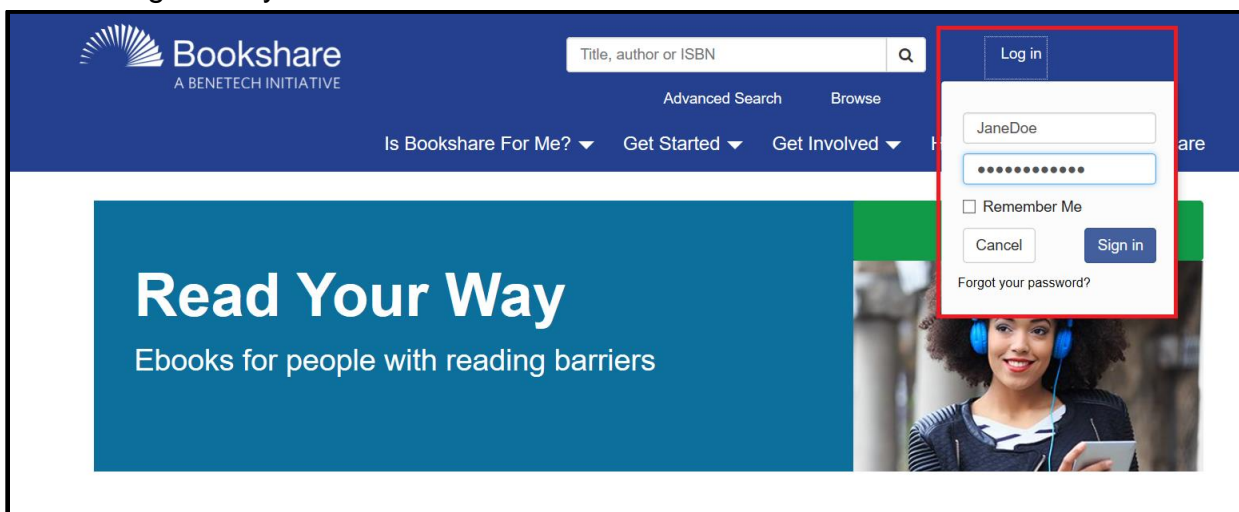 Bookshare
A BENETECH INITIATIVE
Title, author or ISBN
Log in
Advanced Search Browse
Is Bookshare For Me? Get Started Get Involved
JaneDoe
••••••••••••
Remember Me
Cancel Sign in
Forgot your password?
Read Your Way
Ebooks for people with reading barriers